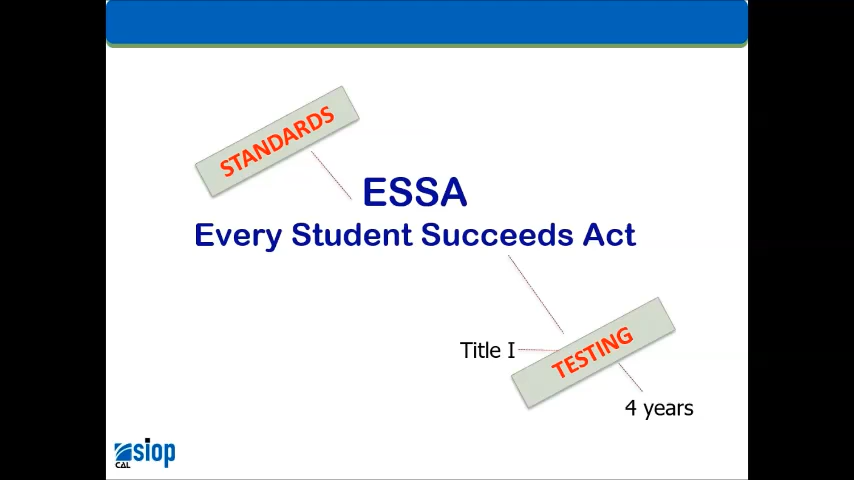 STANDARDS
ESSA
Every Student Succeeds Act
Title I
TESTING
4 years
CAL siop